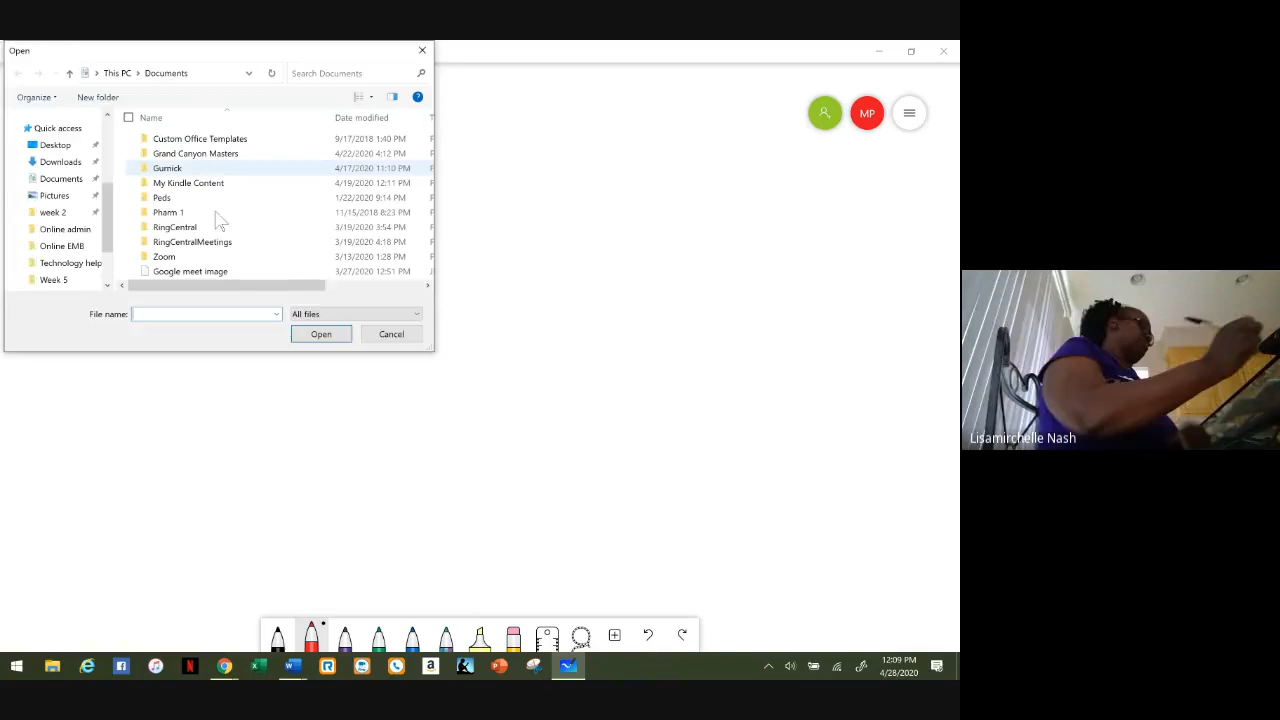 Open
This PC > Documents
Search Documents
Organize
New folder
Name
Date modified
Quick access
Desktop
Downloads
Documents
Pictures
week 2
Online admin
Online EMB
Technology help
Week 5
Custom Office Templates 9/17/2018 1:40 PM F
Grand Canyon Masters 4/22/2020 4:12 PM F
Gurnick 4/17/2020 11:10 PM F
My Kindle Content 4/19/2020 12:11 PM F
Peds 1/22/2020 9:14 PM F
Pharm 1 11/15/2018 8:23 PM F
RingCentral 3/19/2020 3:54 PM F
RingCentralMeetings 3/19/2020 4:18 PM F
Zoom 3/13/2020 1:28 PM F
Google meet image 3/27/2020 12:51 PM
File name:
All files
Open
Cancel
MP
Lisamirchelle Nash
12:09 PM
4/28/2020